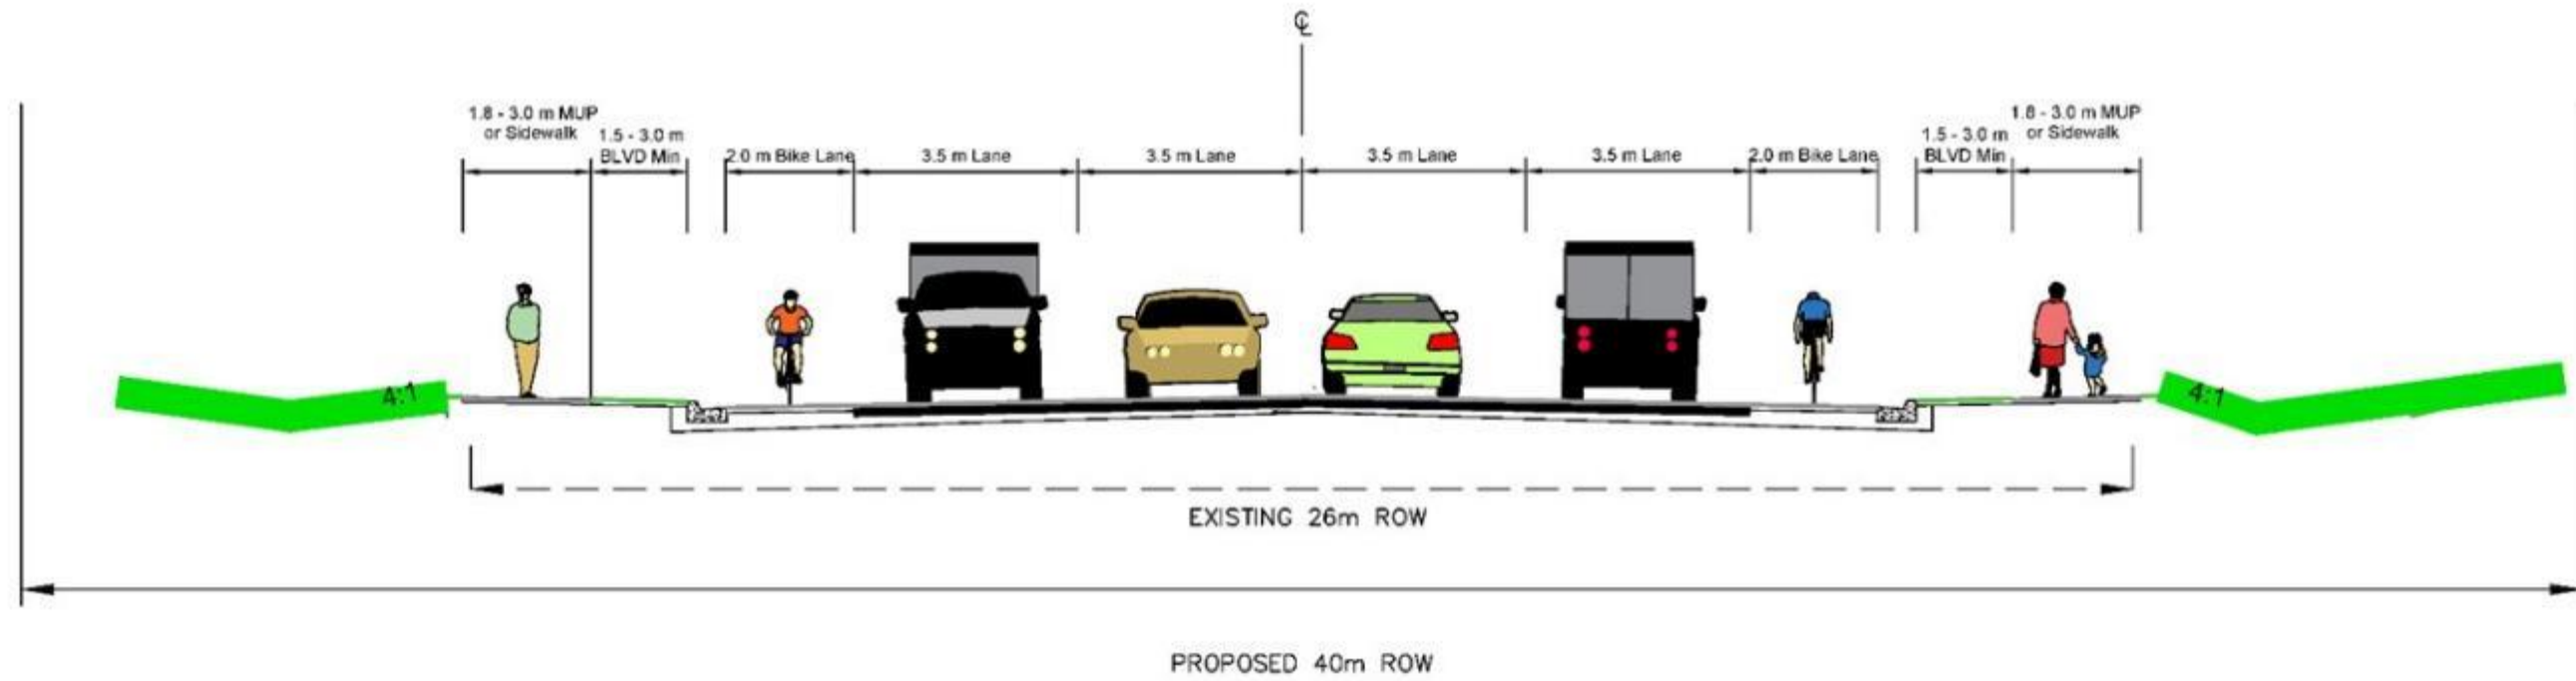 ℄
1.8 - 3.0 m MUP
or Sidewalk
1.5 - 3.0 m
BLVD Min
2.0 m Bike Lane
3.5 m Lane
3.5 m Lane
3.5 m Lane
3.5 m Lane
2.0 m Bike Lane
1.5 - 3.0 m
BLVD Min
1.8 - 3.0 m MUP
or Sidewalk
4:1
4:1
EXISTING 26m ROW
PROPOSED 40m ROW